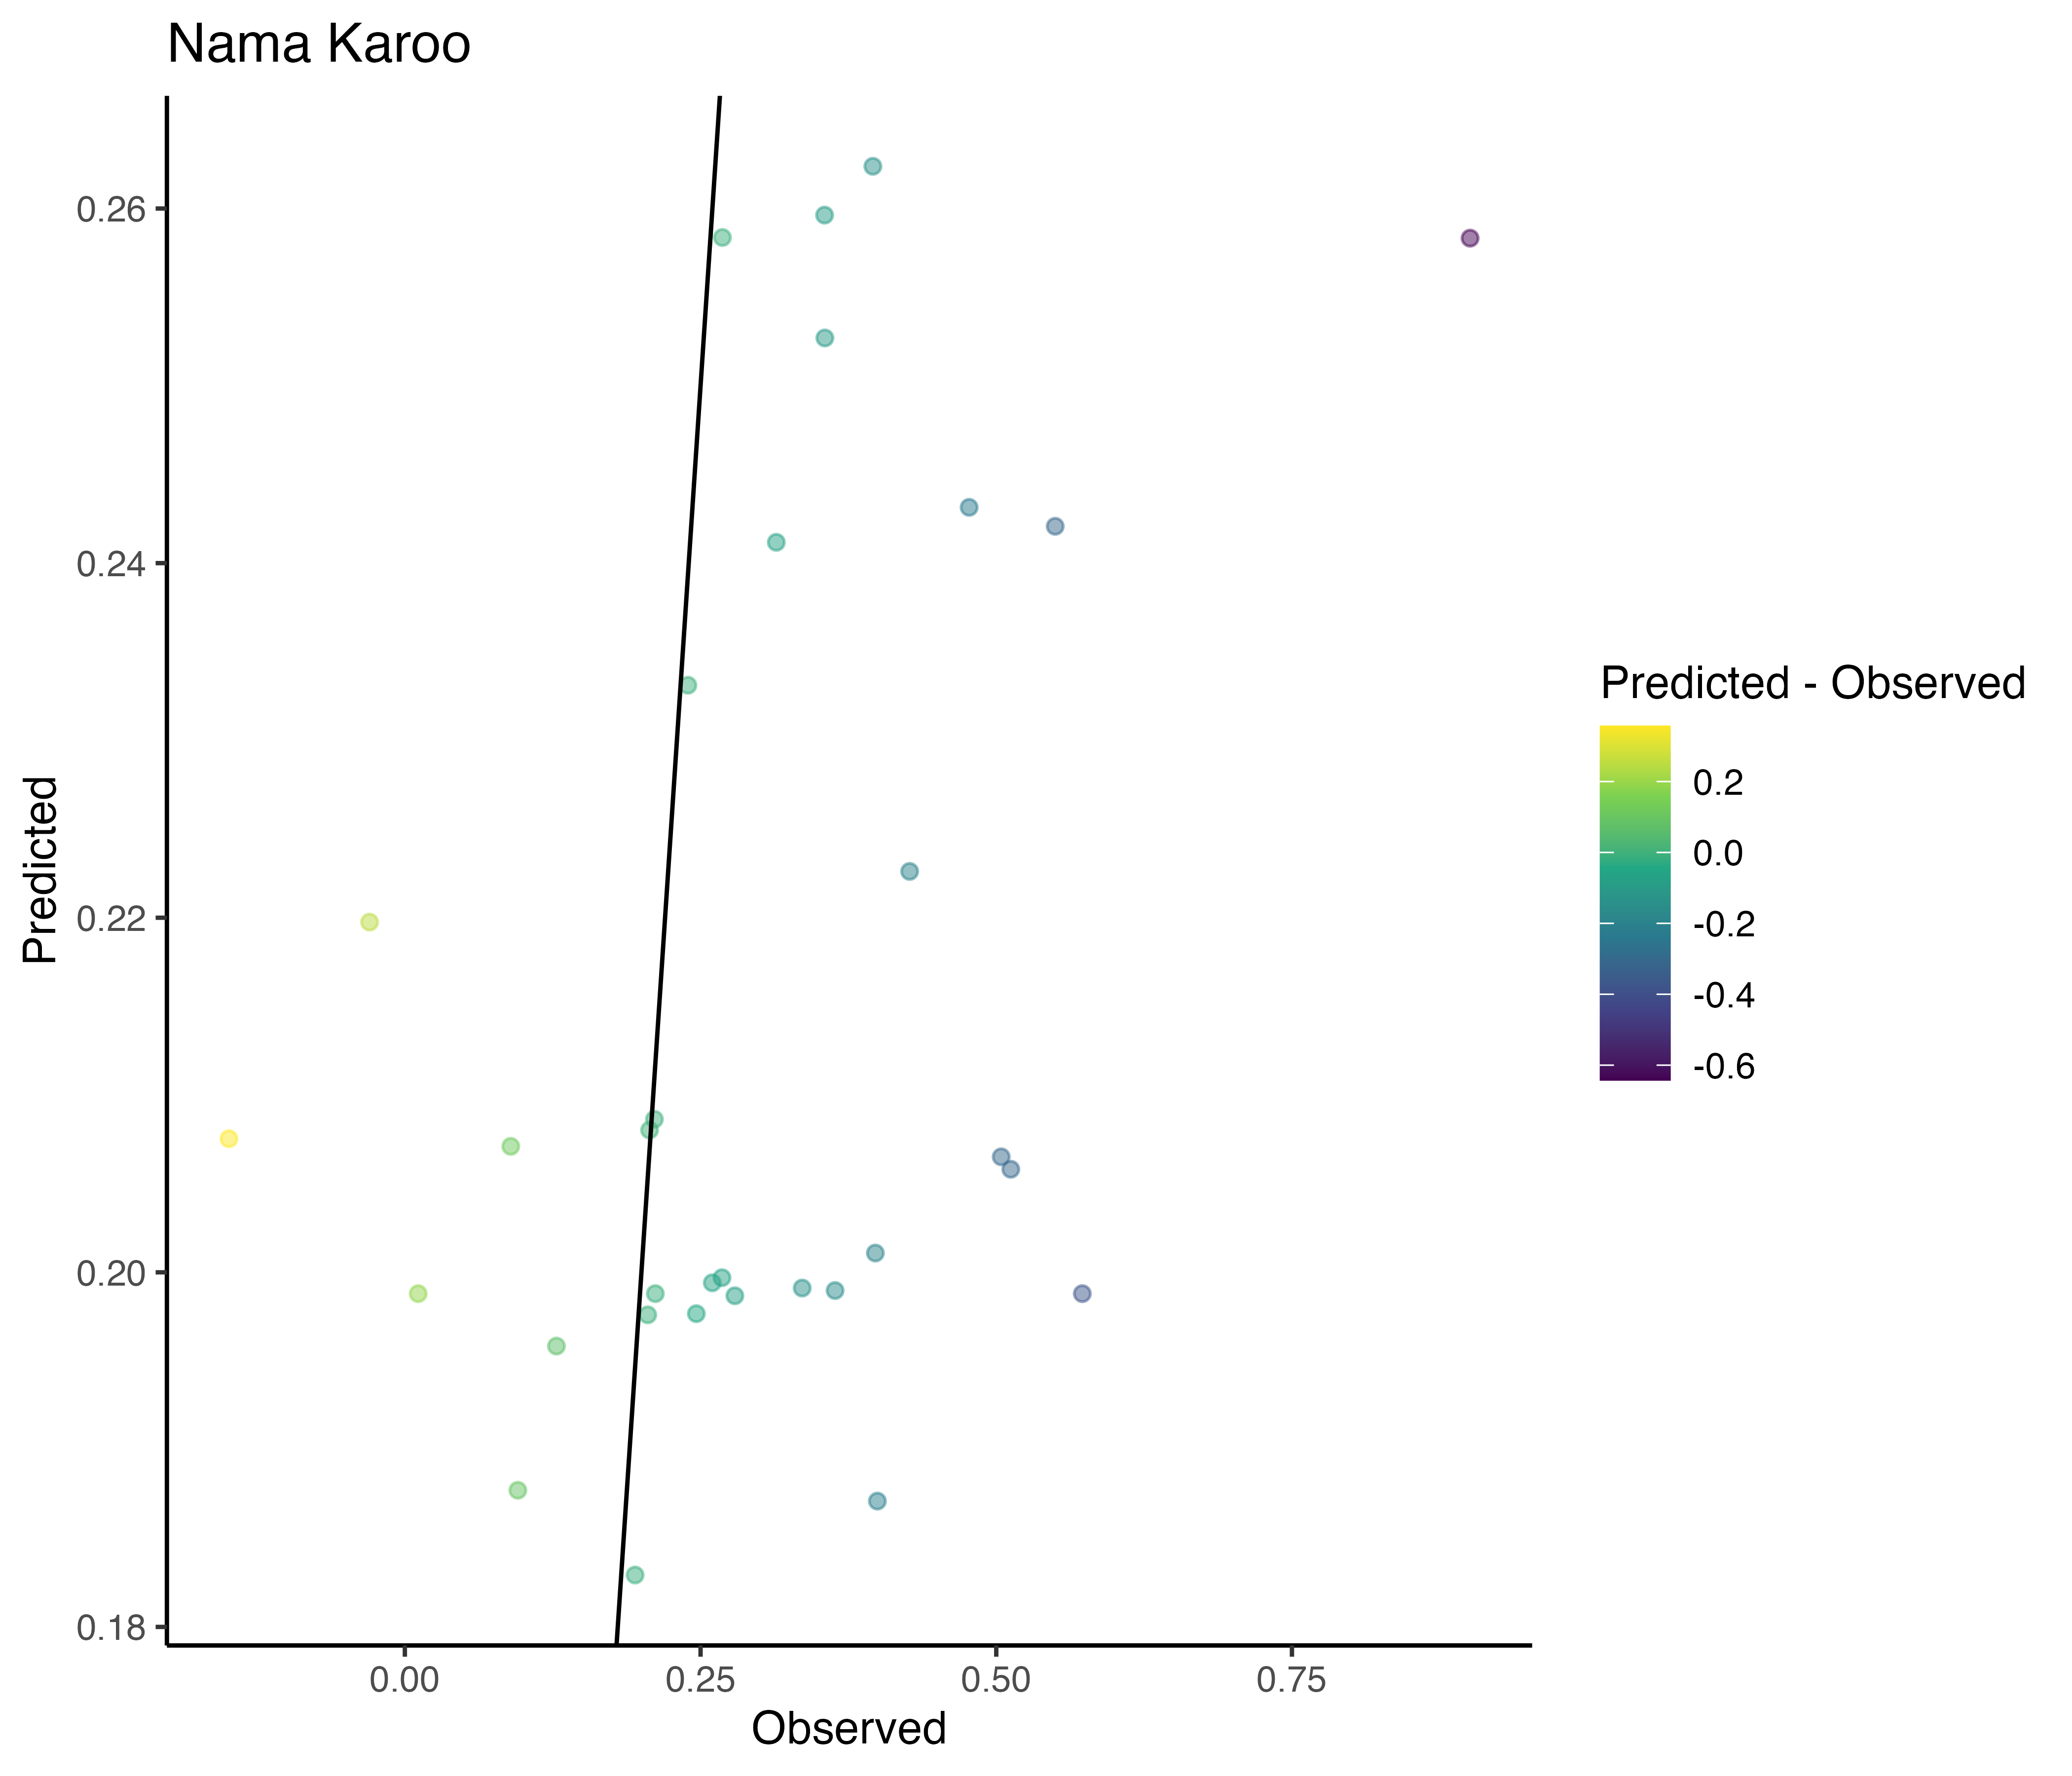 Nama Karoo
0.26
0.24
0.22
0.20
0.18
Predicted
0.00 0.25 0.50 0.75
Observed
Predicted - Observed
0.2
0.0
-0.2
-0.4
-0.6